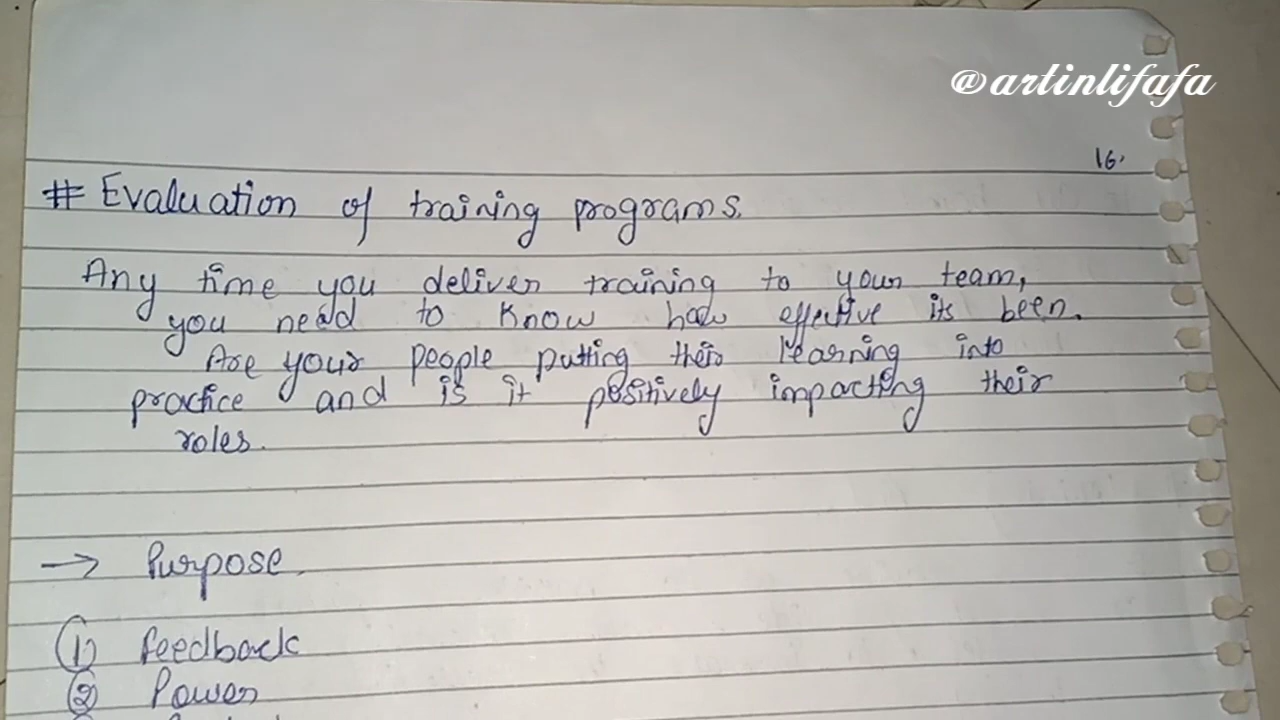 @artinlifafa
16.
# Evaluation of training programs.
Any time you deliver training to your team,
you need to know how effective its been.
Are your people putting their learning into
practice and is it positively impacting their
roles.
→ Purpose.
① feedback
② Power